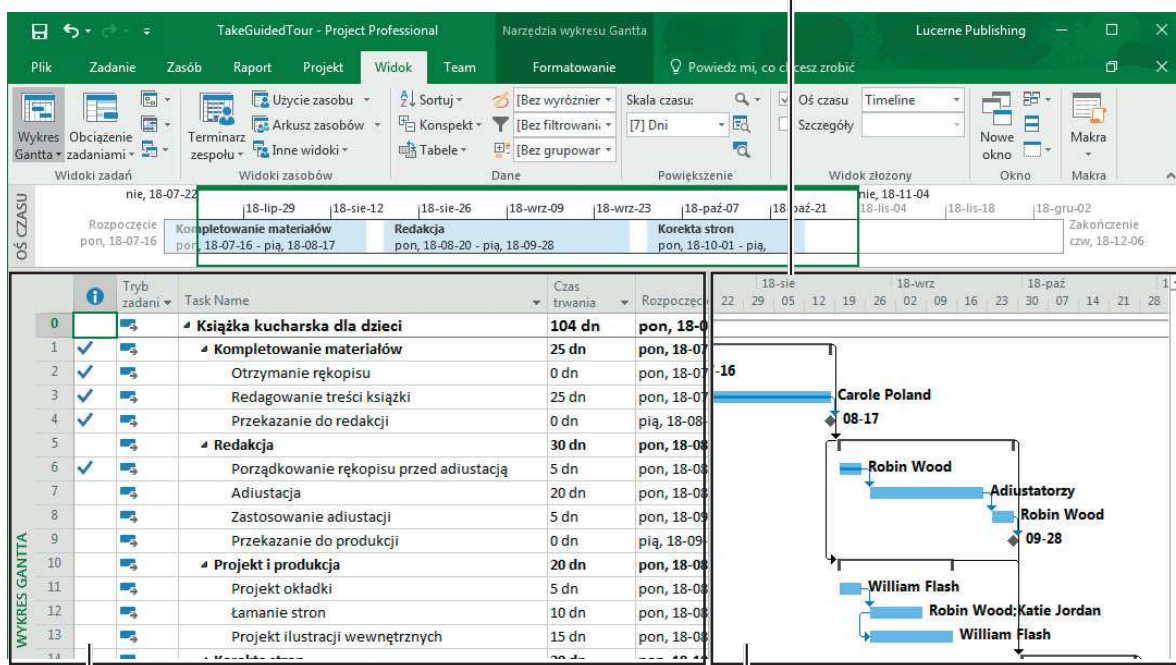 TakeGuidedTour - Project Professional Narzędzia wykresu Gantta Lucerne Publishing
Plik Zadanie Zasób Raport Projekt Widok Team Formatowanie Powiedz mi, co chcesz zrobić
Użycie zasobu Sortuj [Bez wyróżnier Skala czasu: Oś czasu Timeline
Wykres Obciążenie Terminarz Arkusz zasobów Konspekt [Bez filtrowani [7] Dni Szczegóły Nowe Makra
Gantta zadaniami zespołu Inne widoki Tabele [Bez grupowar okno
Widoki zadań Widoki zasobów Dane Powiększenie Widok złożony Okno Makra
OŚ CZASU
nie, 18-07-22 nie, 18-11-04
18-lip-29 18-sie-12 18-sie-26 18-wrz-09 18-wrz-23 18-paź-07 18-paź-21 18-lis-04 18-lis-18 18-gru-02
Rozpoczęcie Kompletowanie materiałów Redakcja Korekta stron Zakończenie
pon, 18-07-16 pon, 18-07-16 - pią, 18-08-17 pon, 18-08-20 - pią, 18-09-28 pon, 18-10-01 - pią, czw, 18-12-06
Tryb Czas 18-sie 18-wrz 18-paź 1
zadani Task Name trwania Rozpoczęc 22 29 05 12 19 26 02 09 16 23 30 07 14 21 28
0 Książka kucharska dla dzieci 104 dn pon, 18-0
1 Kompletowanie materiałów 25 dn pon, 18-07
2 Otrzymanie rękopisu 0 dn pon, 18-07 -16
3 Redagowanie treści książki 25 dn pon, 18-07 Carole Poland
4 Przekazanie do redakcji 0 dn pią, 18-08- 08-17
5 Redakcja 30 dn pon, 18-08
6 Porządkowanie rękopisu przed adiustacją 5 dn pon, 18-08 Robin Wood
7 Adiustacja 20 dn pon, 18-08 Adiustatorzy
8 Zastosowanie adiustacji 5 dn pon, 18-09 Robin Wood
9 Przekazanie do produkcji 0 dn pią, 18-09- 09-28
10 Projekt i produkcja 20 dn pon, 18-08
11 Projekt okładki 5 dn pon, 18-08 William Flash
12 Łamanie stron 10 dn pon, 18-08 Robin Wood;Katie Jordan
13 Projekt ilustracji wewnętrznych 15 dn pon, 18-08 William Flash
WYKRES GANTTA